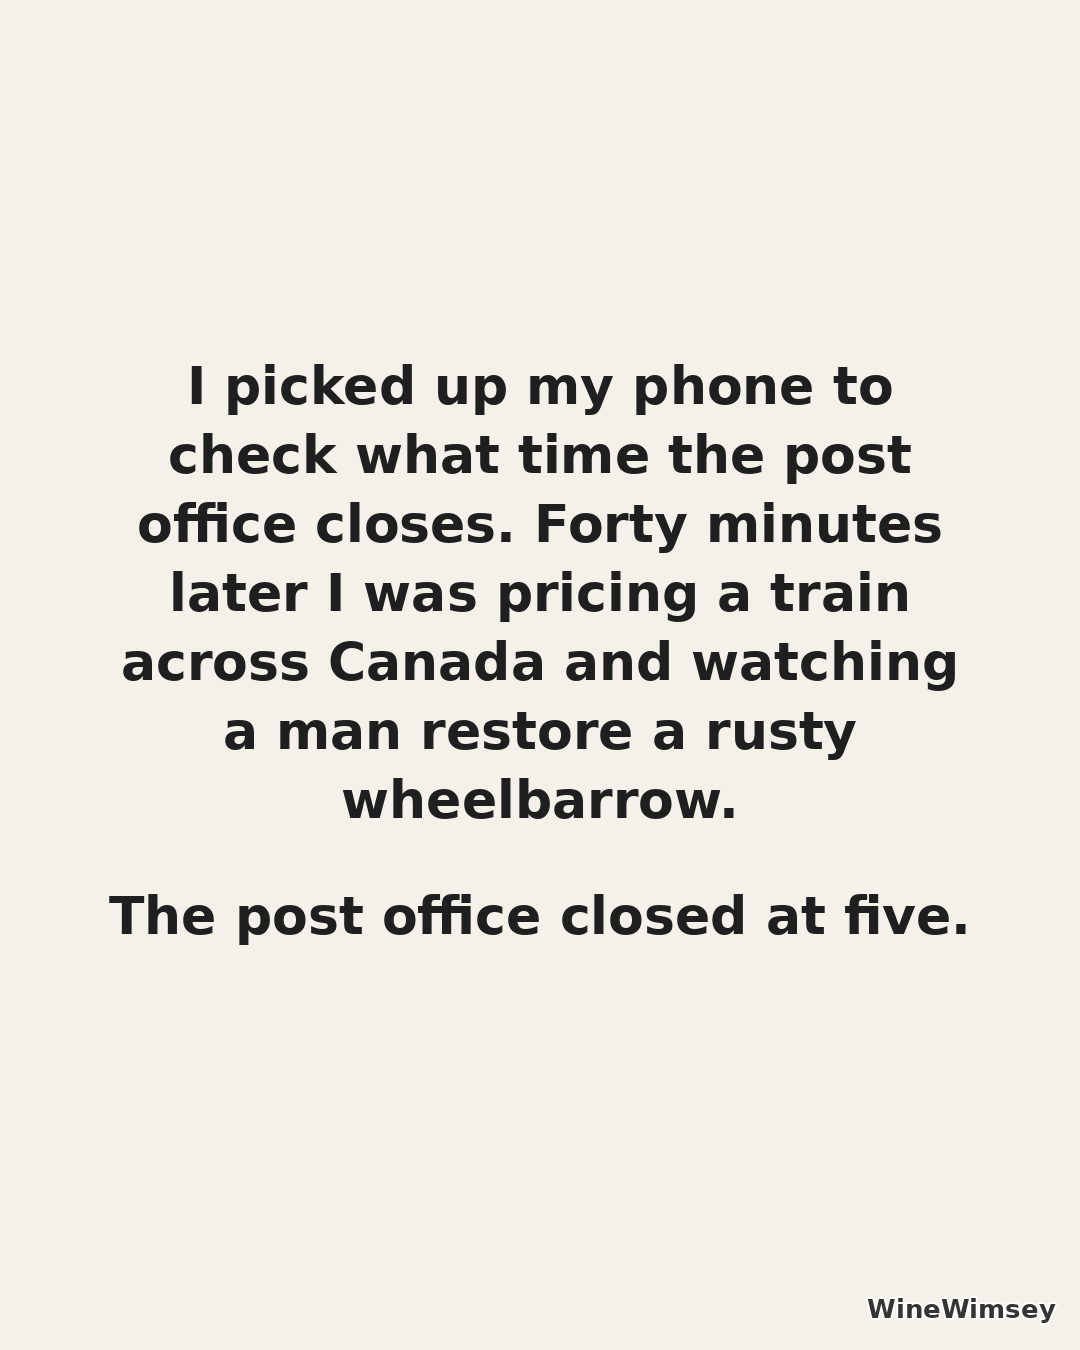 I picked up my phone to
check what time the post
office closes. Forty minutes
later I was pricing a train
across Canada and watching
a man restore a rusty
wheelbarrow.
The post office closed at five.
WineWimsey